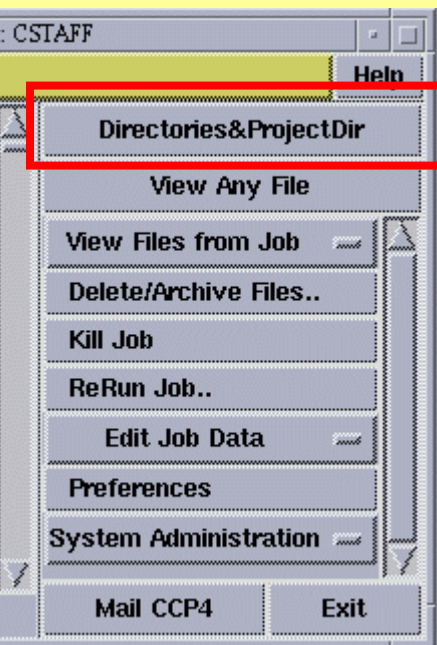 : CSTAFF
Help
Directories&ProjectDir
View Any File
View Files from Job
Delete/Archive Files..
Kill Job
ReRun Job..
Edit Job Data
Preferences
System Administration
Mail CCP4 Exit